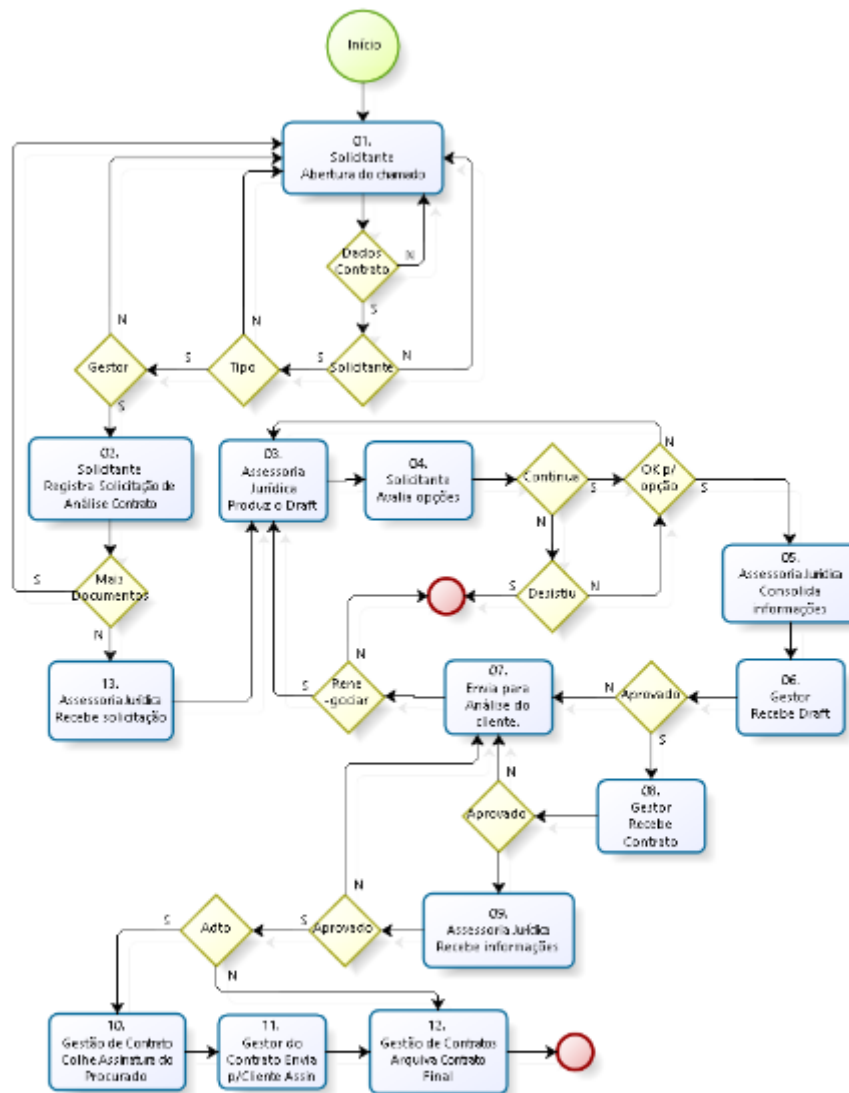 Início
01.
Solicitante
Abertura do chamado
Dados
Contrato
N
S
N
N
Gestor
S
Tipo
S
Solicitante
N
S
02.
Solicitante
Registra Solicitação de
Análise Contrato
03.
Assessoria
Jurídica
Produz o Draft
04.
Solicitante
Avalia opções
Continua
S
N
OK p/
opção
S
N
S
Mais
Documentos
N
S
Desistiu
N
05.
Assessoria Jurídica
Consolida
informações
13.
Assessoria Jurídica
Recebe solicitação
N
S
Rene
-gociar
07.
Envia para
Análise do
cliente.
N
Aprovado
S
06.
Gestor
Recebe Draft
N
Aprovado
08.
Gestor
Recebe
Contrato
N
S
Adto
S
Aprovado
09.
Assessoria Jurídica
Recebe informações
N
10.
Gestão de Contrato
Colhe Assinatura do
Procurado
11.
Gestor do
Contrato Envia
p/Cliente Assin
12.
Gestão de Contratos
Arquiva Contrato
Final